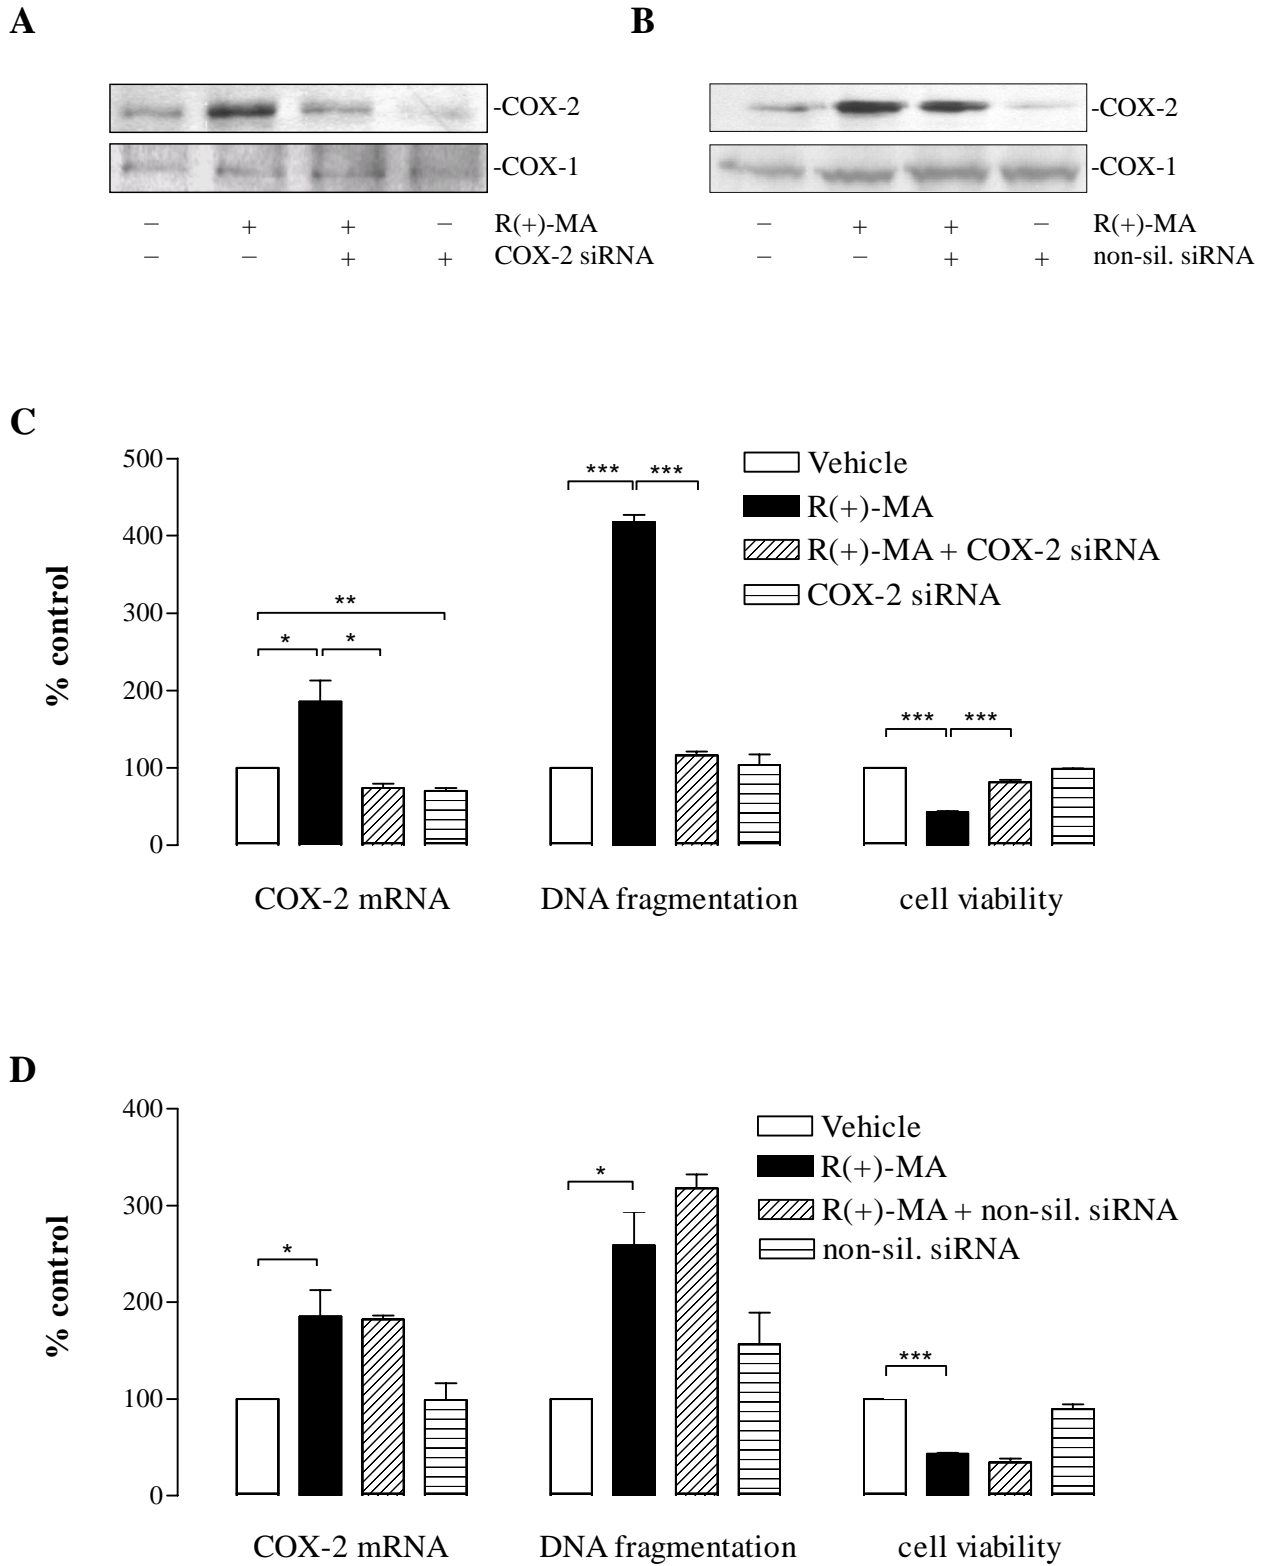 A B
-COX-2 -COX-2
-COX-1 -COX-1
− + + − R(+)-MA − + + − R(+)-MA
− − + + COX-2 siRNA − − + + non-sil. siRNA
C
% control
500
400
300
200
100
0
* * **
*** ***
*** ***
Vehicle
R(+)-MA
R(+)-MA + COX-2 siRNA
COX-2 siRNA
COX-2 mRNA DNA fragmentation cell viability
D
% control
400
300
200
100
0
*
*
***
Vehicle
R(+)-MA
R(+)-MA + non-sil. siRNA
non-sil. siRNA
COX-2 mRNA DNA fragmentation cell viability